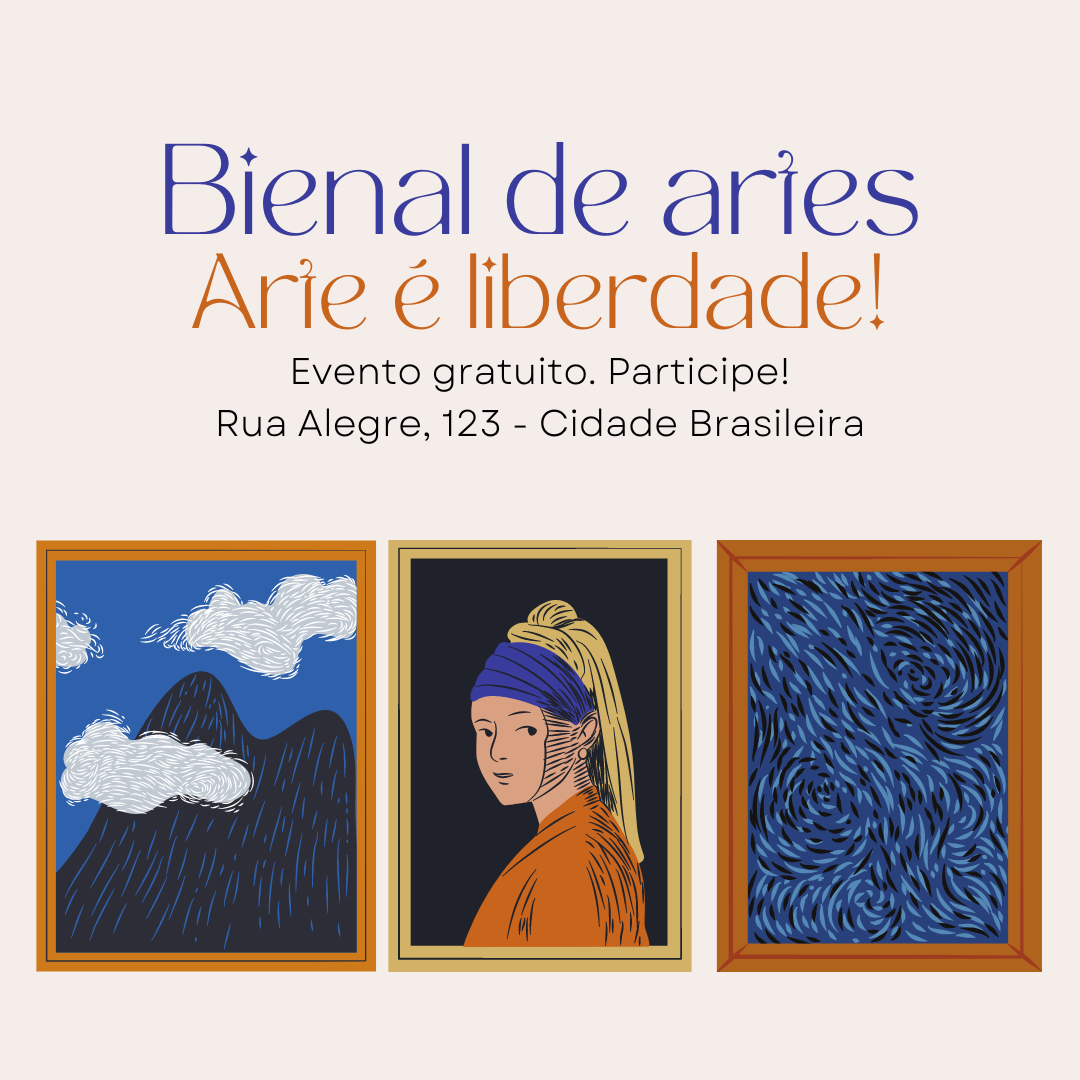 Bienal de artes
Arte é liberdade!
Evento gratuito. Participe!
Rua Alegre, 123 - Cidade Brasileira